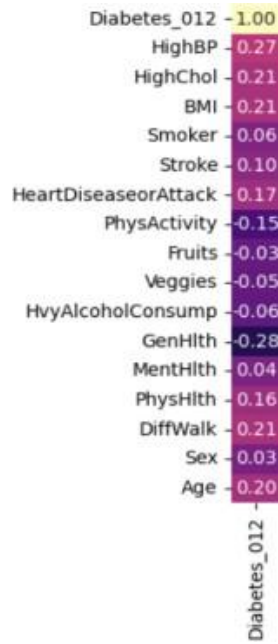 Diabetes_012 1.00
HighBP 0.27
HighChol 0.21
BMI 0.21
Smoker 0.06
Stroke 0.10
HeartDiseaseorAttack 0.17
PhysActivity -0.15
Fruits -0.03
Veggies -0.05
HvyAlcoholConsump -0.06
GenHlth -0.28
MentHlth 0.04
PhysHlth 0.16
DiffWalk 0.21
Sex 0.03
Age 0.20
Diabetes_012